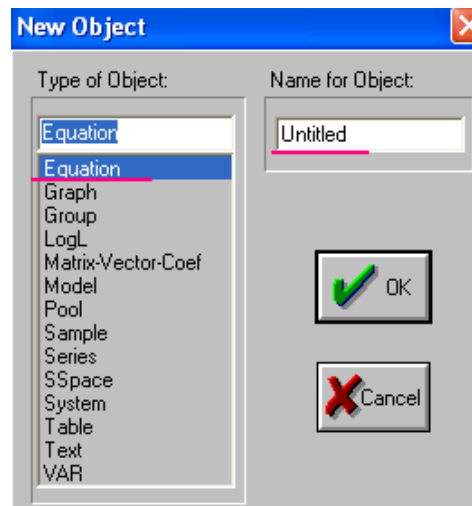 New Object
Type of Object:
Name for Object:
Equation
Untitled
Equation
Graph
Group
LogL
Matrix-Vector-Coef
Model
Pool
Sample
Series
SSpace
System
Table
Text
VAR
OK
Cancel